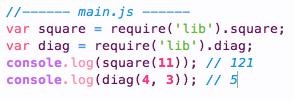 //------ main.js ------
var square = require('lib').square;
var diag = require('lib').diag;
console.log(square(11)); // 121
console.log(diag(4, 3)); // 5